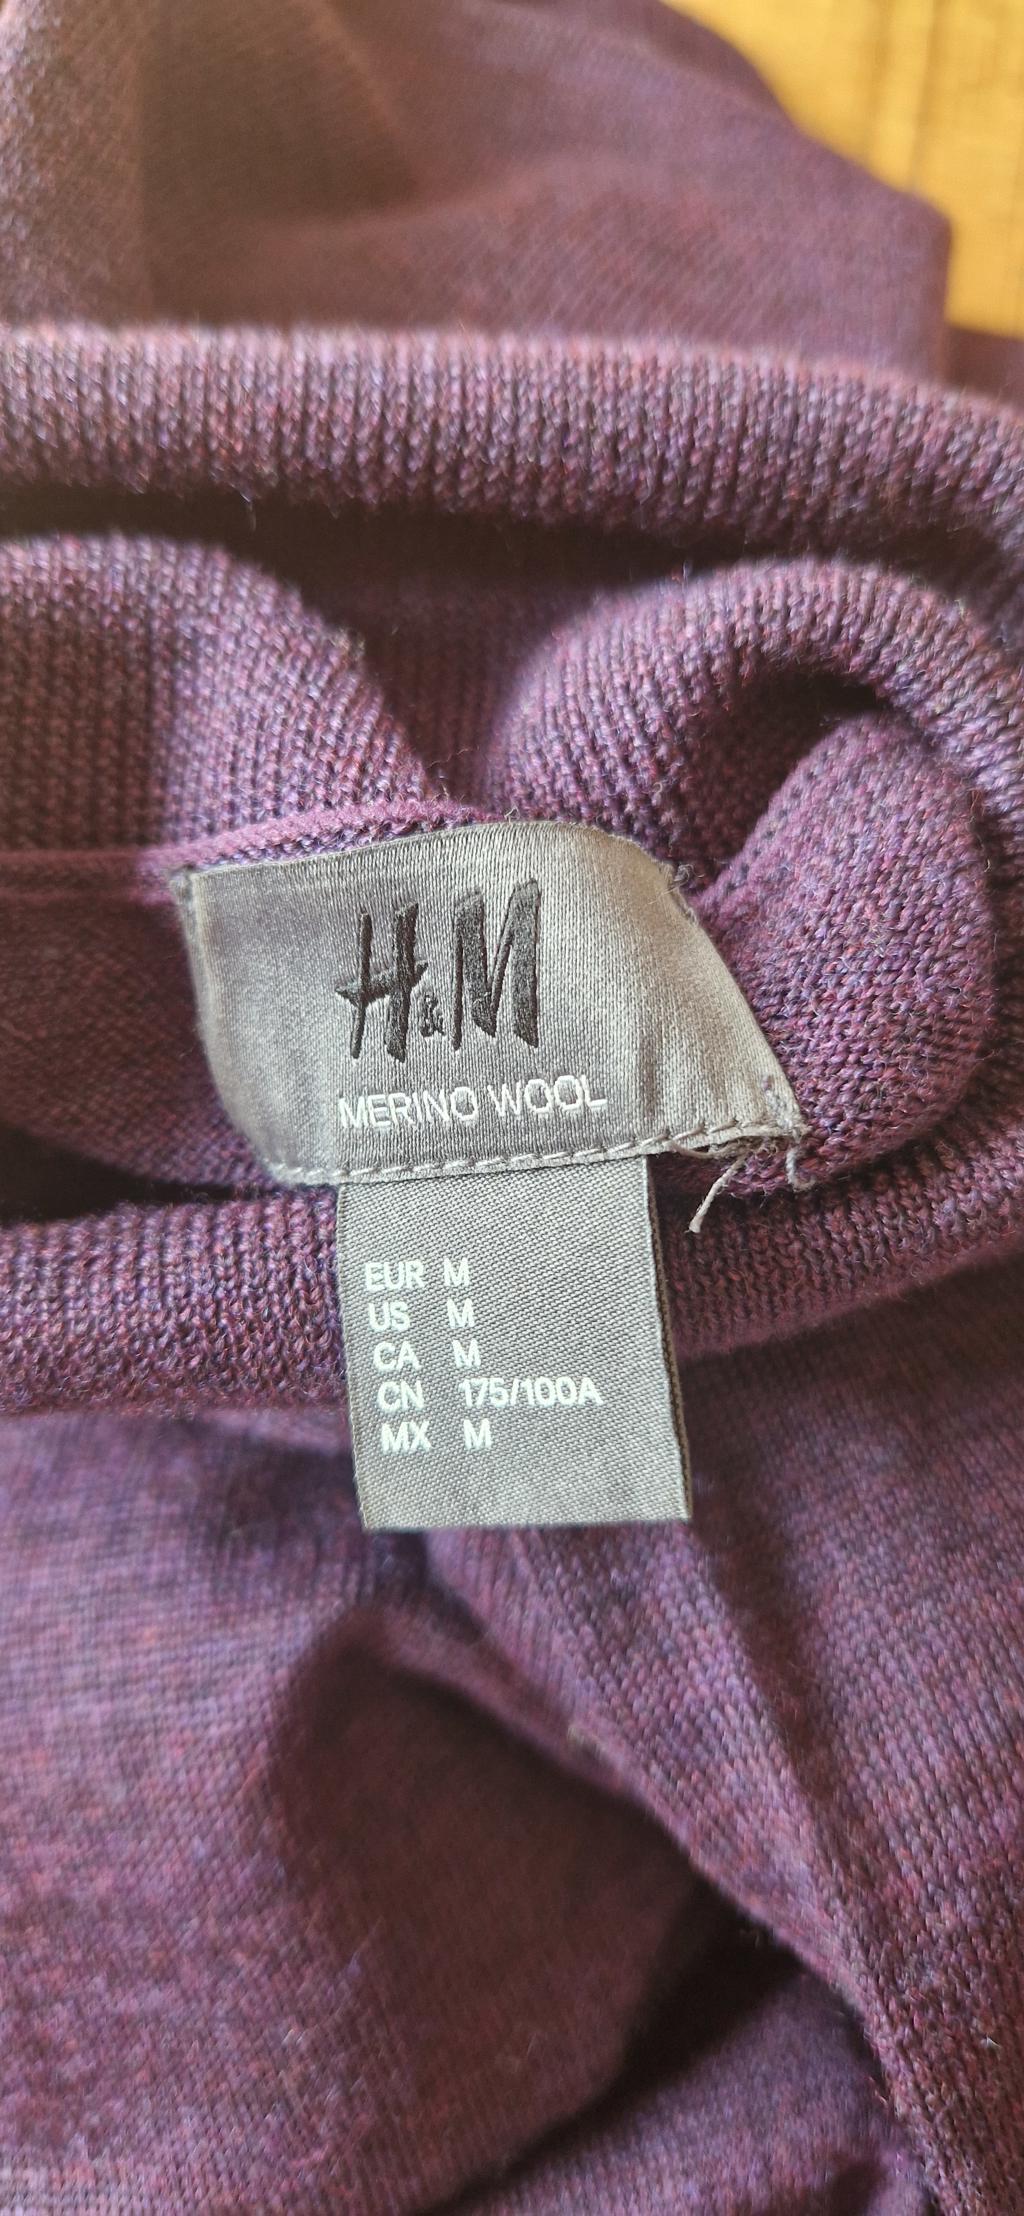 H&M
MERINO WOOL
EUR M
US M
CA M
CN 175/100A
MX M